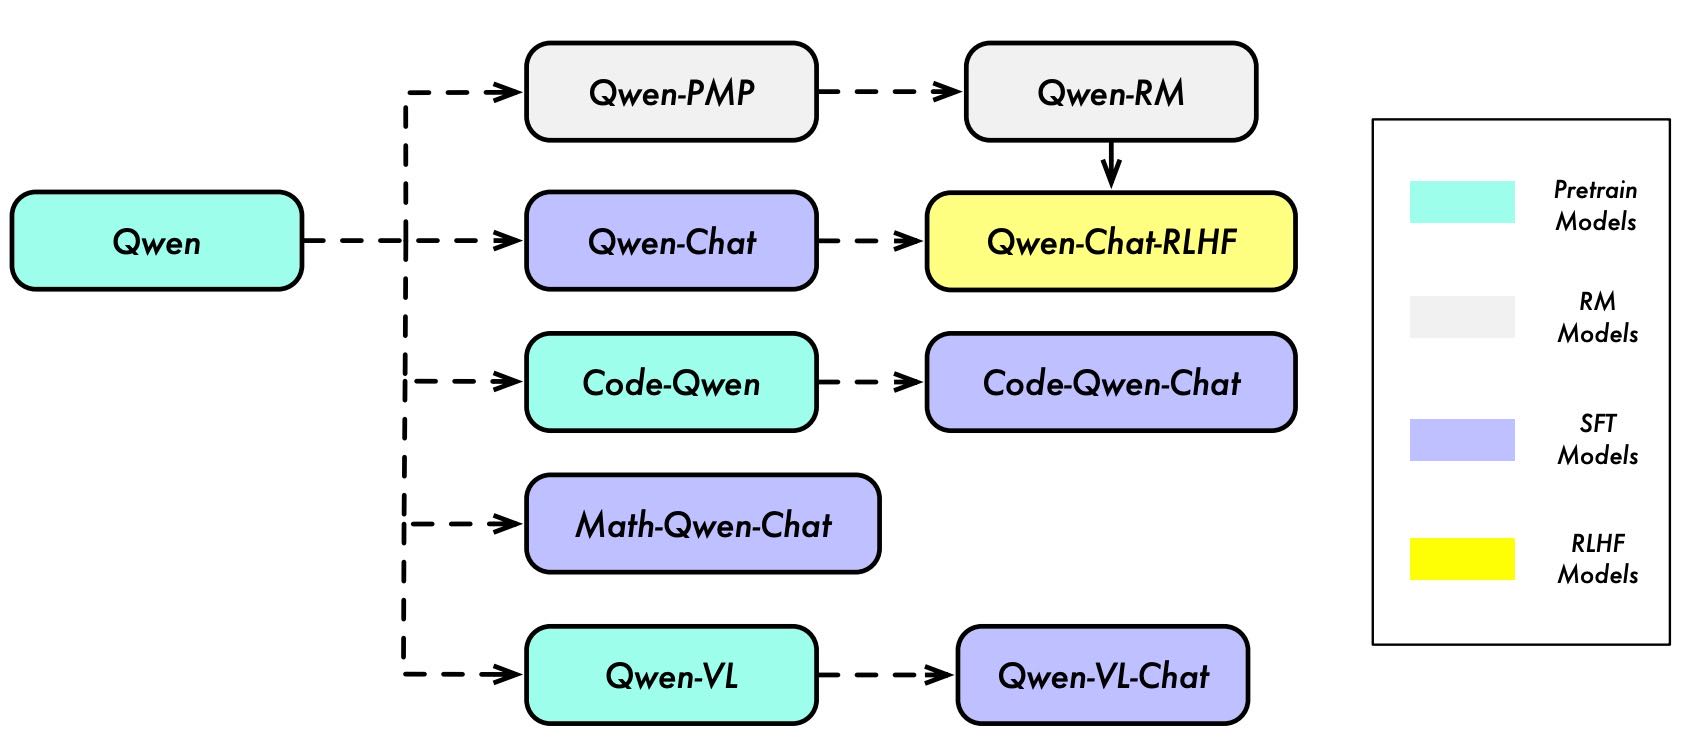 Qwen-PMP
Qwen-RM
Qwen
Qwen-Chat
Qwen-Chat-RLHF
Code-Qwen
Code-Qwen-Chat
Math-Qwen-Chat
Qwen-VL
Qwen-VL-Chat
Pretrain
Models
RM
Models
SFT
Models
RLHF
Models